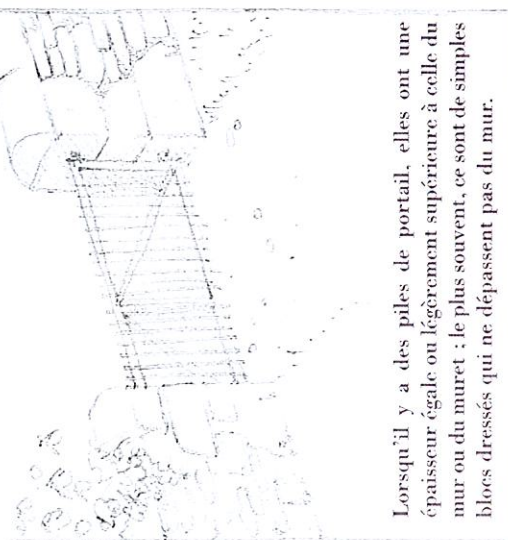 Lorsqu'il y a des piles de portail, elles ont une
épaisseur égale ou légèrement supérieure à celle du
mur ou du muret : le plus souvent, ce sont de simples
blocs dressés qui ne dépassent pas du mur.